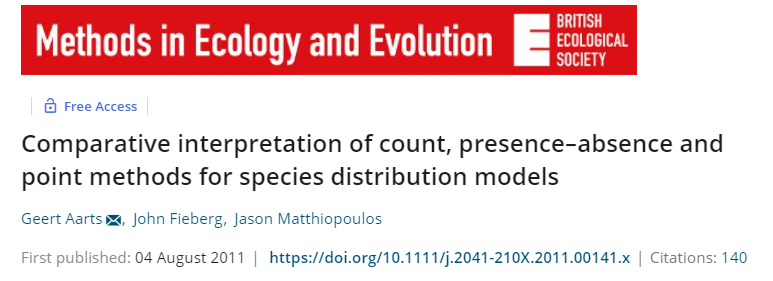 Methods in Ecology and Evolution
BRITISH
ECOLOGICAL
SOCIETY
Free Access
Comparative interpretation of count, presence–absence and
point methods for species distribution models
Geert Aarts, John Fieberg, Jason Matthiopoulos
First published: 04 August 2011 | https://doi.org/10.1111/j.2041-210X.2011.00141.x | Citations: 140